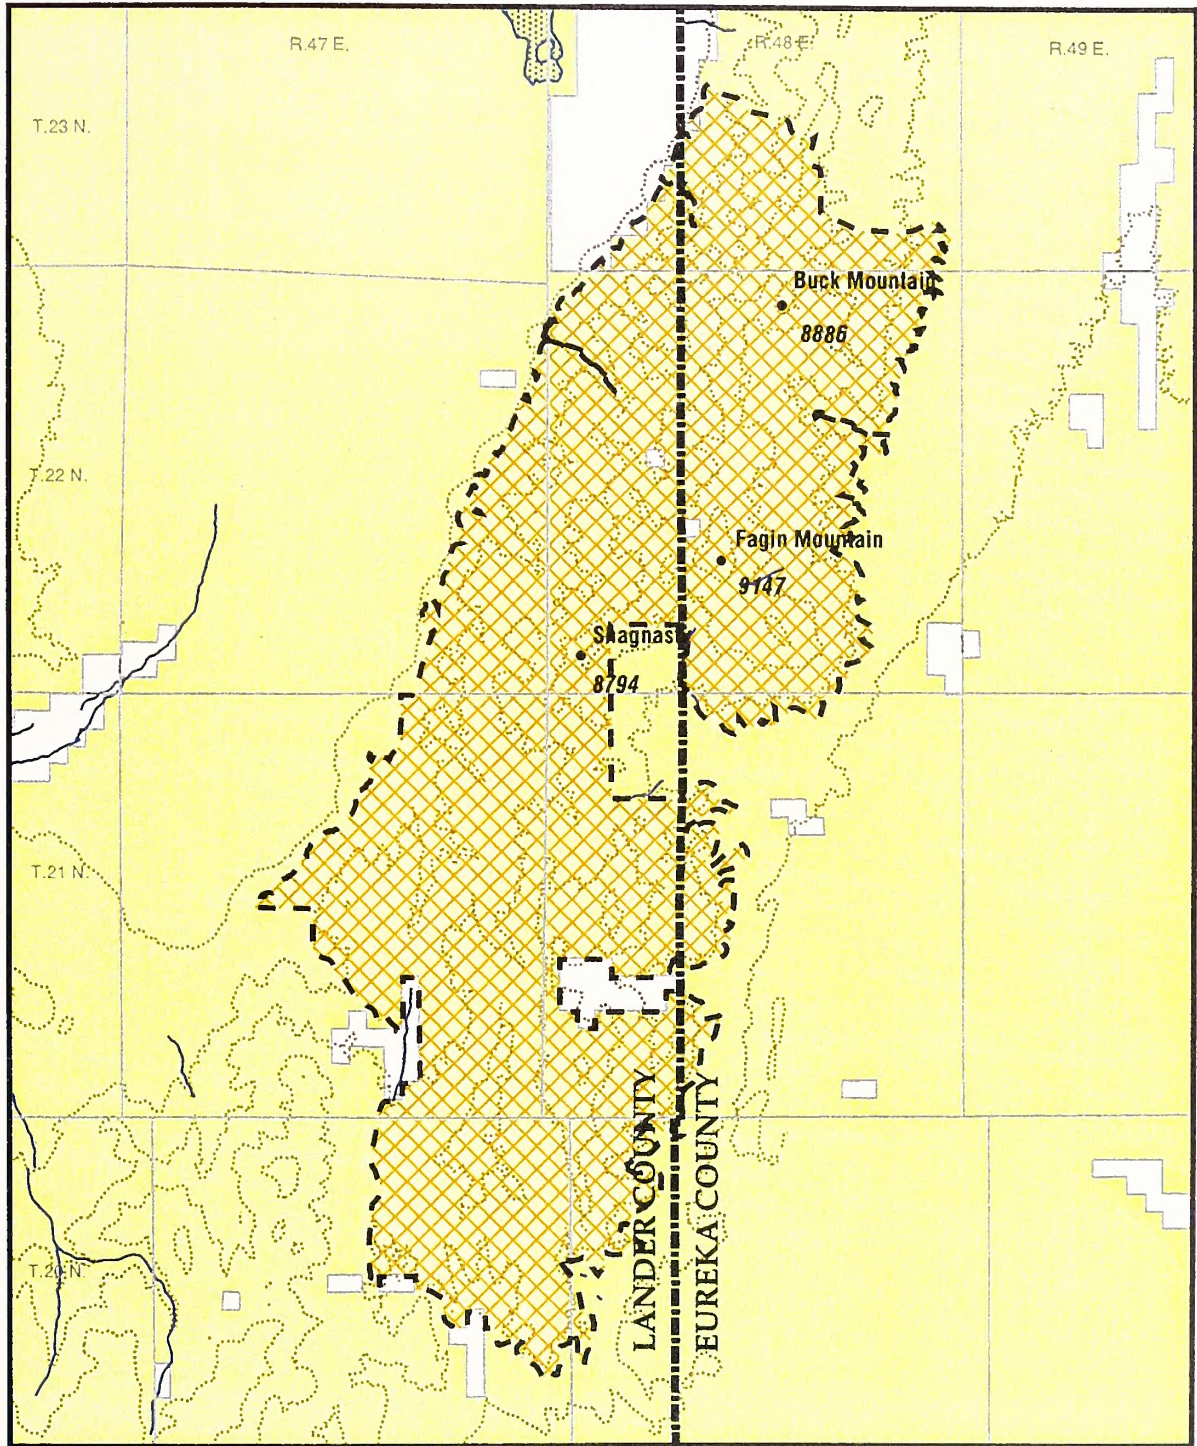 R.47 E.
R.48 E.
R.49 E.
T.23 N.
Buck Mountain
8886
T.22 N.
Fagin Mountain
9147
8794
T.21 N.
LANDER COUNTY
EUREKA COUNTY
T.20 N.